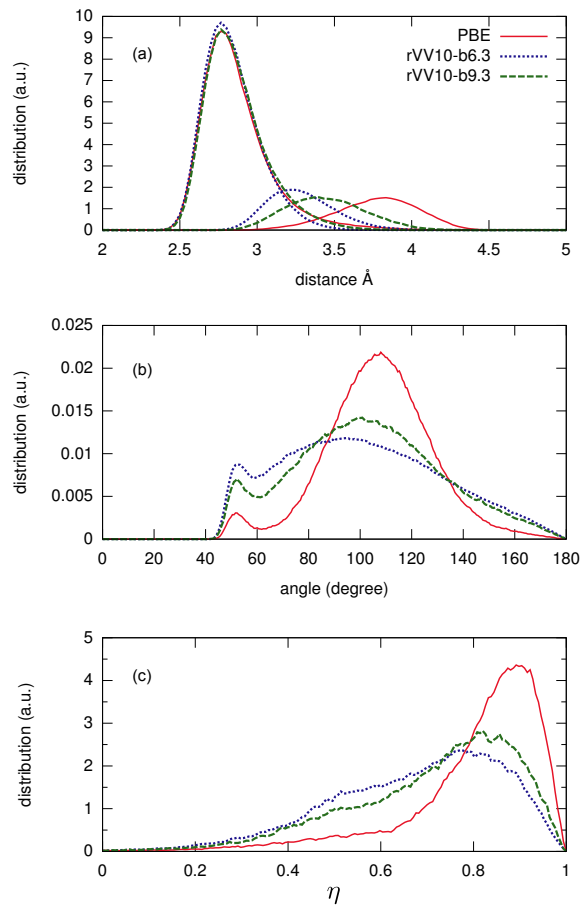 distribution (a.u.)
10
9
8
7
6
5
4
3
2
1
0
(a)
PBE
rVV10-b6.3
rVV10-b9.3
2 2.5 3 3.5 4 4.5 5
distance Å
distribution (a.u.)
0.025
0.02
0.015
0.01
0.005
0
(b)
0 20 40 60 80 100 120 140 160 180
angle (degree)
distribution (a.u.)
5
4
3
2
1
0
(c)
0 0.2 0.4 0.6 0.8 1
η